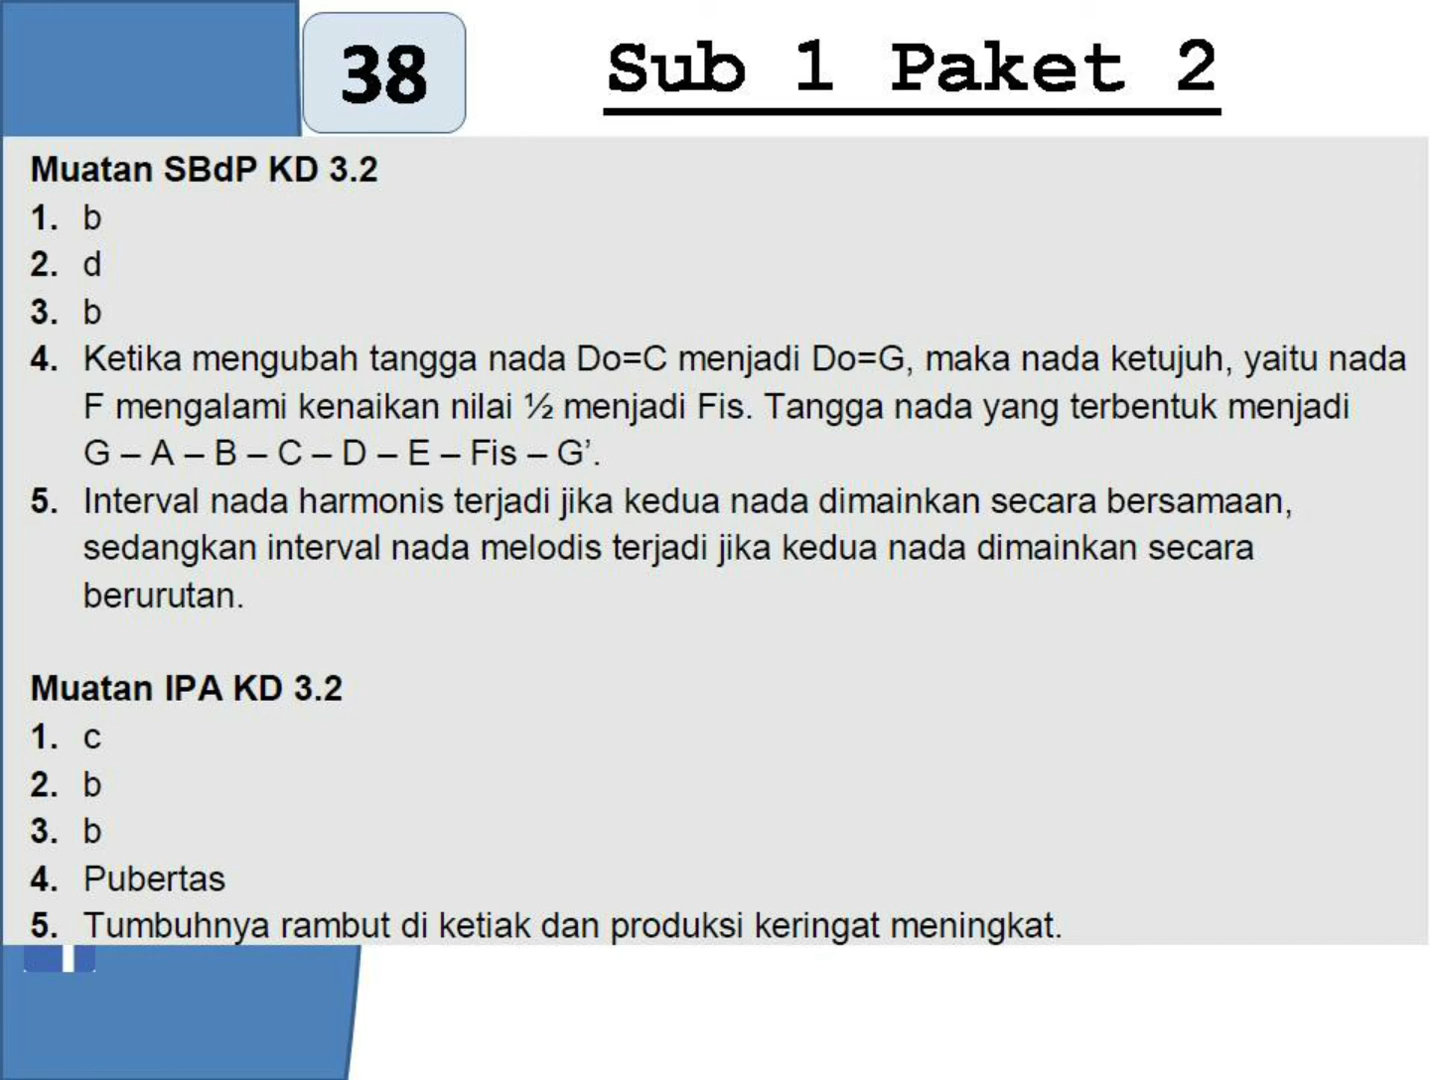 38
Sub 1 Paket 2
Muatan SBdP KD 3.2
1. b
2. d
3. b
4. Ketika mengubah tangga nada Do=C menjadi Do=G, maka nada ketujuh, yaitu nada
F mengalami kenaikan nilai ½ menjadi Fis. Tangga nada yang terbentuk menjadi
G – A – B – C – D – E – Fis – G’.
5. Interval nada harmonis terjadi jika kedua nada dimainkan secara bersamaan,
sedangkan interval nada melodis terjadi jika kedua nada dimainkan secara
berurutan.
Muatan IPA KD 3.2
1. c
2. b
3. b
4. Pubertas
5. Tumbuhnya rambut di ketiak dan produksi keringat meningkat.